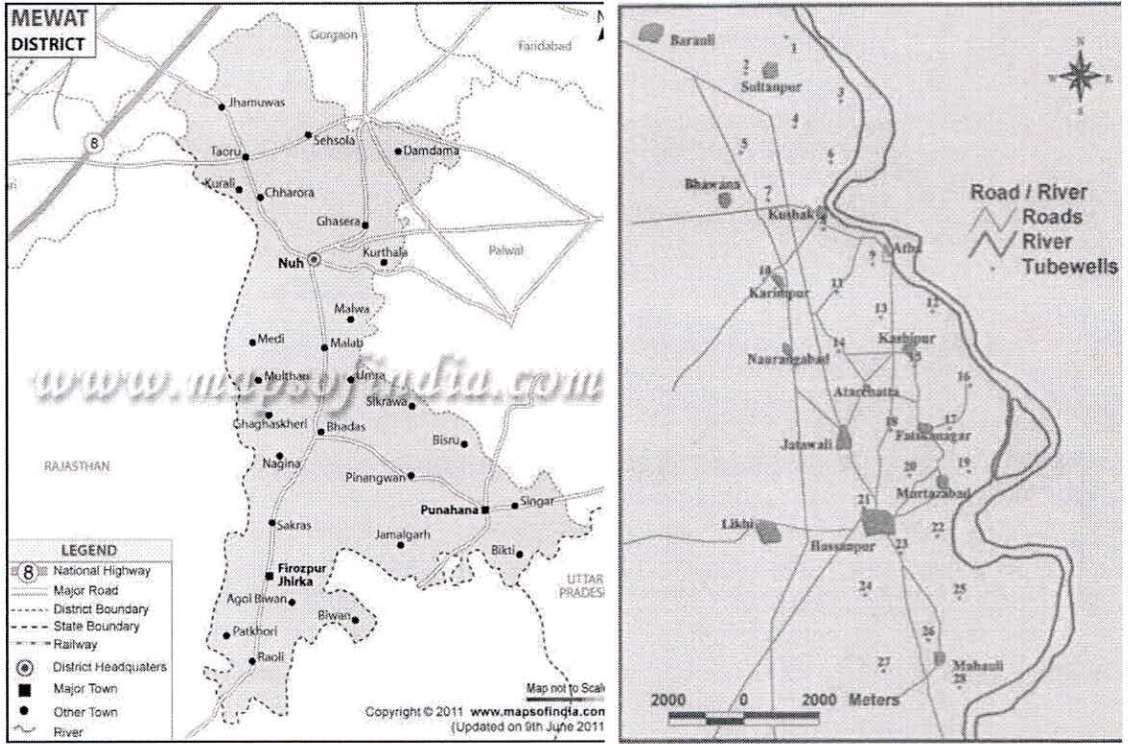 MEWAT
DISTRICT
Gurgaon
N
Faridabad
Jhamuwas
8
Sehsola
Taoru
Damdama
Kurali
Chharora
Ghasera
Palwal
Nuh
Kurthala
Malwa
Medi
Malab
www.mapsofindia.com
Multhan
Umra
Sikrawa
Ghaghaskheri
Bhadas
Bisru
RAJASTHAN
Nagina
Pinangwan
Punahana
Singar
Sakras
Jamalgarh
Bikti
Firozpur
Jhirka
UTTAR
PRADESH
Agoi Biwan
Biwan
Patkhori
Raoli
LEGEND
8 National Highway
Major Road
District Boundary
State Boundary
Railway
District Headquaters
Major Town
Other Town
River
Map not to Scale
Copyright © 2011 www.mapsofindia.com
(Updated on 9th June 2011
Barauli
1
2
Sultanpur
3
4
5
6
N
W E
S
Bhawana
7
Kushak
Road / River
Roads
River
Tubewells
9
10
Karimpur
11
12
13
14
Kashipur
15
Naurangabad
16
17
18
Jatawali
19
20
Murtazabad
21
Likhi
Hassanpur
22
23
24
25
26
27
Mahauli
28
2000 0 2000 Meters